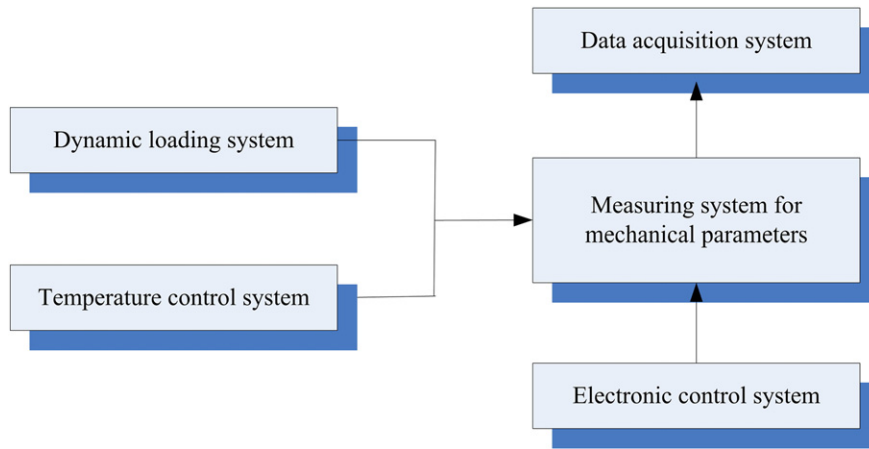 Data acquisition system
Dynamic loading system
Measuring system for
mechanical parameters
Temperature control system
Electronic control system